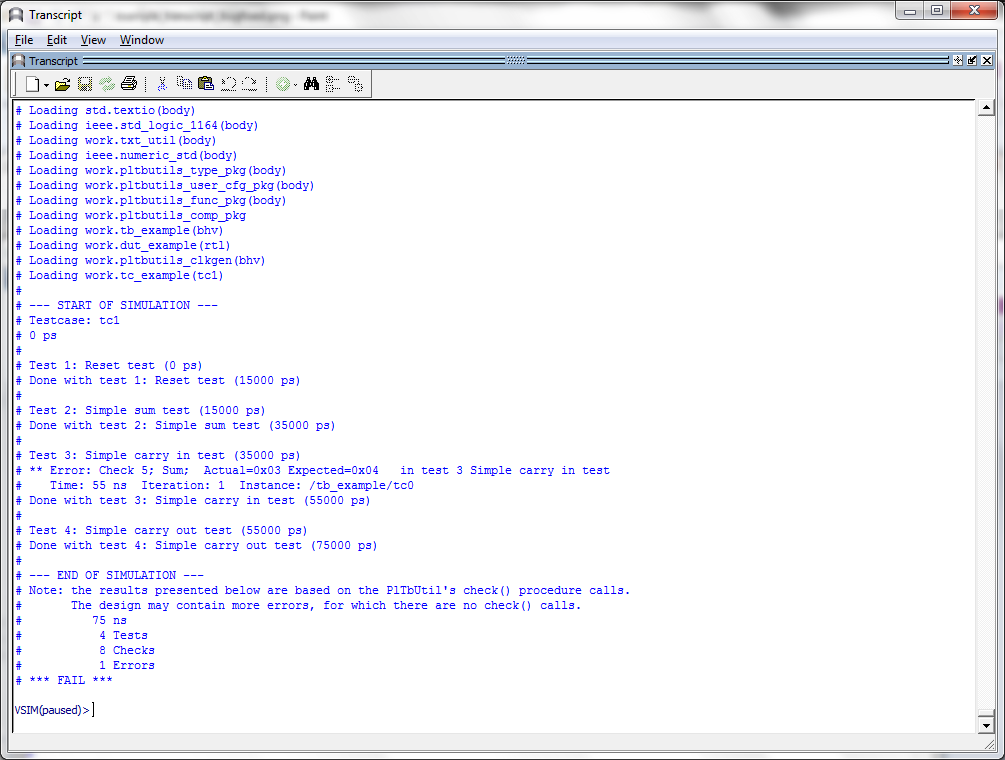 Transcript
File Edit View Window
Transcript
# Loading std.textio(body)
# Loading ieee.std_logic_1164(body)
# Loading work.txt_util(body)
# Loading ieee.numeric_std(body)
# Loading work.pltbutils_type_pkg(body)
# Loading work.pltbutils_user_cfg_pkg(body)
# Loading work.pltbutils_func_pkg(body)
# Loading work.pltbutils_comp_pkg
# Loading work.tb_example(bhv)
# Loading work.dut_example(rtl)
# Loading work.pltbutils_clkgen(bhv)
# Loading work.tc_example(tc1)
#
# --- START OF SIMULATION ---
# Testcase: tc1
# 0 ps
#
# Test 1: Reset test (0 ps)
# Done with test 1: Reset test (15000 ps)
#
# Test 2: Simple sum test (15000 ps)
# Done with test 2: Simple sum test (35000 ps)
#
# Test 3: Simple carry in test (35000 ps)
# ** Error: Check 5; Sum;  Actual=0x03 Expected=0x04   in test 3 Simple carry in test
#    Time: 55 ns  Iteration: 1  Instance: /tb_example/tc0
# Done with test 3: Simple carry in test (55000 ps)
#
# Test 4: Simple carry out test (55000 ps)
# Done with test 4: Simple carry out test (75000 ps)
#
# --- END OF SIMULATION ---
# Note: the results presented below are based on the PlTbUtil's check() procedure calls.
#       The design may contain more errors, for which there are no check() calls.
#          75 ns
#           4 Tests
#           8 Checks
#           1 Errors
# *** FAIL ***
VSIM(paused)>